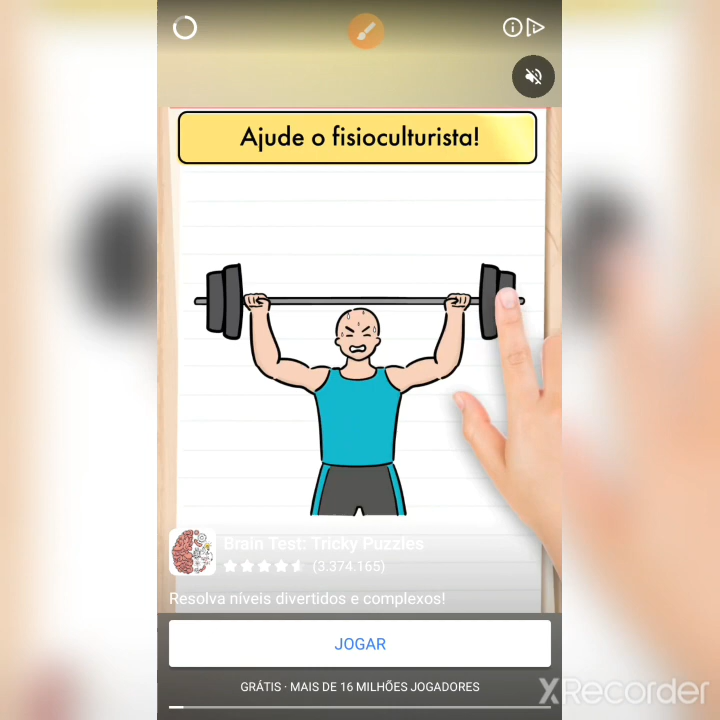 Ajude o fisioculturista!
Brain Test: Tricky Puzzles
(3.374.165)
Resolva níveis divertidos e complexos!
JOGAR
GRÁTIS · MAIS DE 16 MILHÕES JOGADORES
XRecorder